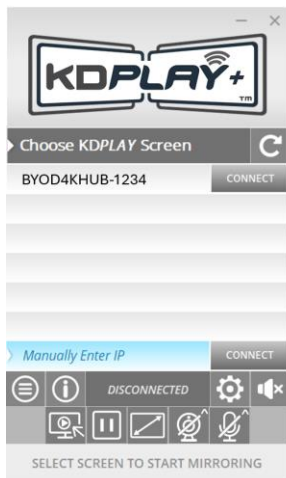 KDPLAY+
TM
Choose KDPLAY Screen
BYOD4KHUB-1234 CONNECT
Manually Enter IP CONNECT
DISCONNECTED
SELECT SCREEN TO START MIRRORING